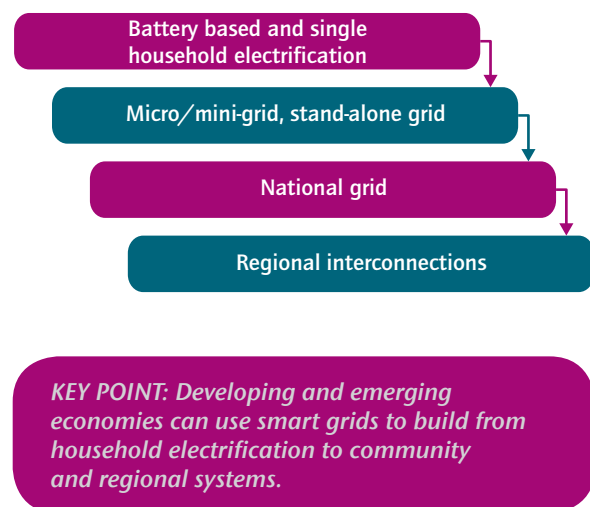 Battery based and single
household electrification
Micro/mini-grid, stand-alone grid
National grid
Regional interconnections
KEY POINT: Developing and emerging
economies can use smart grids to build from
household electrification to community
and regional systems.